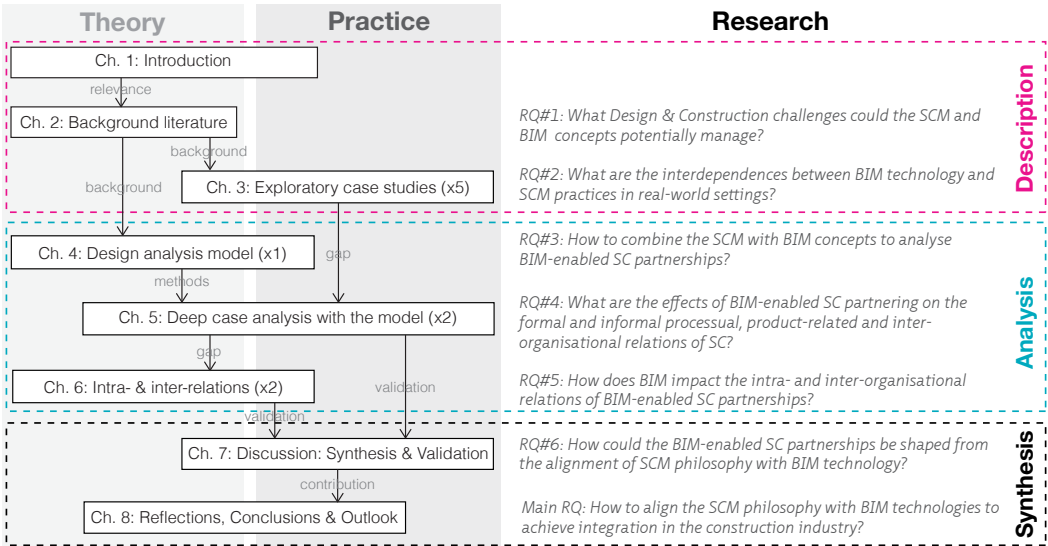 Theory
Practice
Research
Ch. 1: Introduction
relevance
Ch. 2: Background literature
RQ#1: What Design & Construction challenges could the SCM and
BIM concepts potentially manage?
background
background
Ch. 3: Exploratory case studies (x5)
RQ#2: What are the interdependences between BIM technology and
SCM practices in real-world settings?
Description
Ch. 4: Design analysis model (x1)
gap
RQ#3: How to combine the SCM with BIM concepts to analyse
BIM-enabled SC partnerships?
methods
Ch. 5: Deep case analysis with the model (x2)
RQ#4: What are the effects of BIM-enabled SC partnering on the
formal and informal processual, product-related and inter-
organisational relations of SC?
gap
Ch. 6: Intra- & inter-relations (x2)
validation
RQ#5: How does BIM impact the intra- and inter-organisational
relations of BIM-enabled SC partnerships?
Analysis
validation
Ch. 7: Discussion: Synthesis & Validation
RQ#6: How could the BIM-enabled SC partnerships be shaped from
the alignment of SCM philosophy with BIM technology?
contribution
Ch. 8: Reflections, Conclusions & Outlook
Main RQ: How to align the SCM philosophy with BIM technologies to
achieve integration in the construction industry?
Synthesis